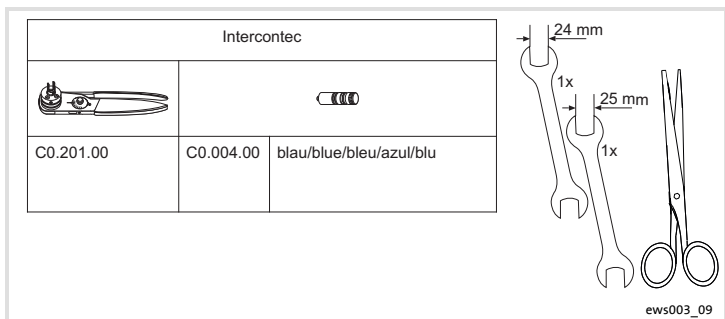 Intercontec
C0.201.00
C0.004.00
blau/blue/bleu/azul/blu
24 mm
1x
25 mm
1x
ews003_09